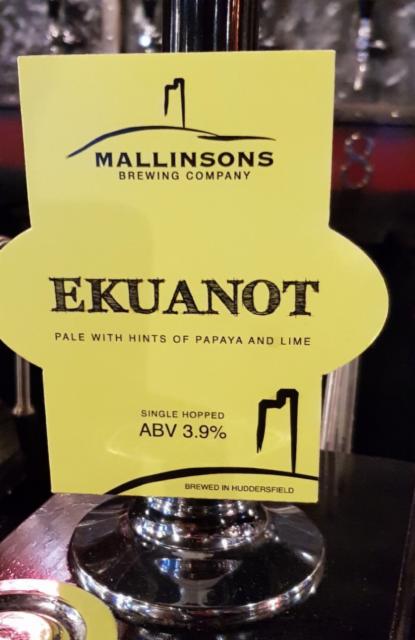 MALLINSONS
BREWING COMPANY
8
EKUANOT
PALE WITH HINTS OF PAPAYA AND LIME
SINGLE HOPPED
ABV 3.9%
BREWED IN HUDDERSFIELD